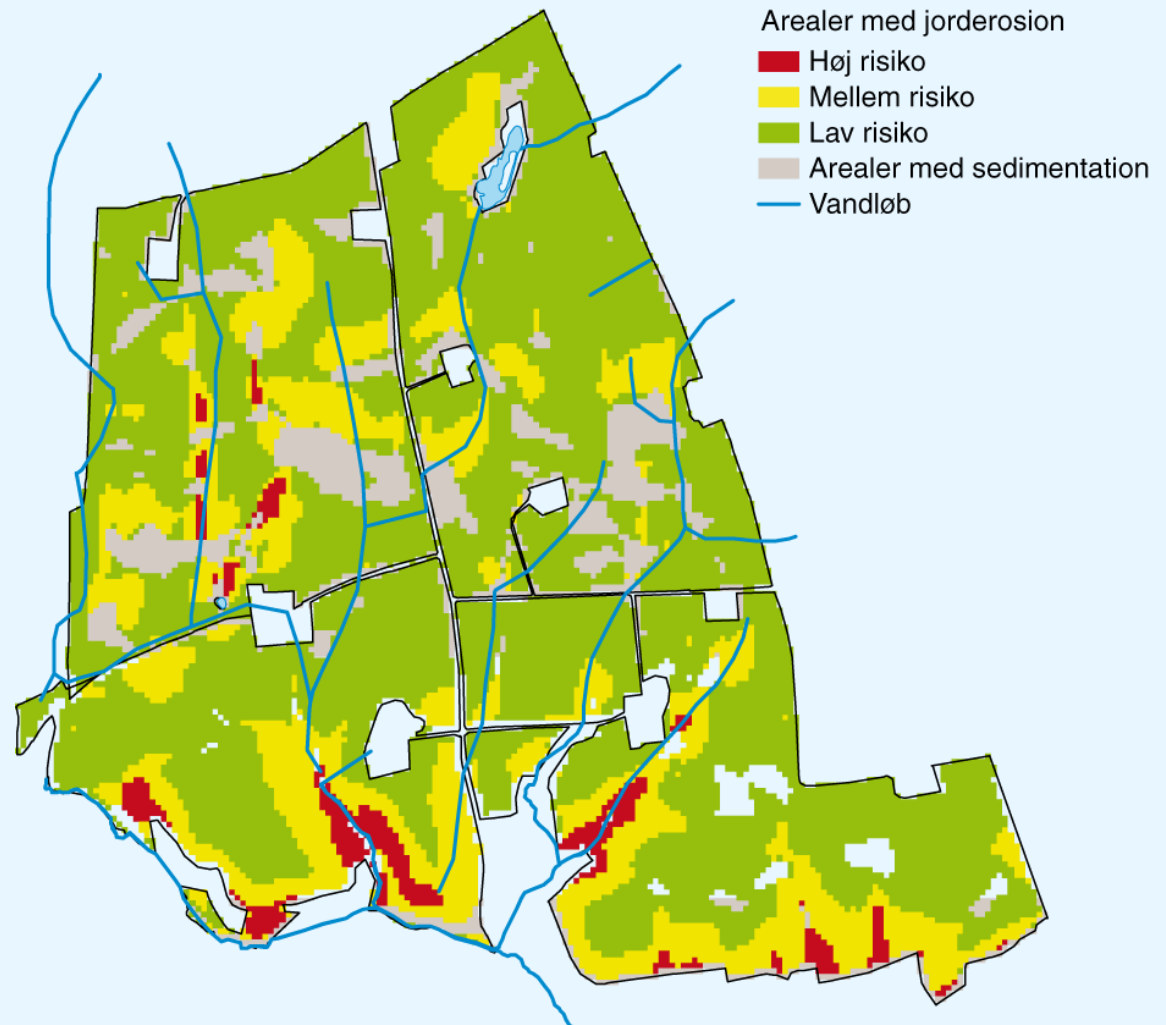 Arealer med jorderosion
Høj risiko
Mellem risiko
Lav risiko
Arealer med sedimentation
Vandløb